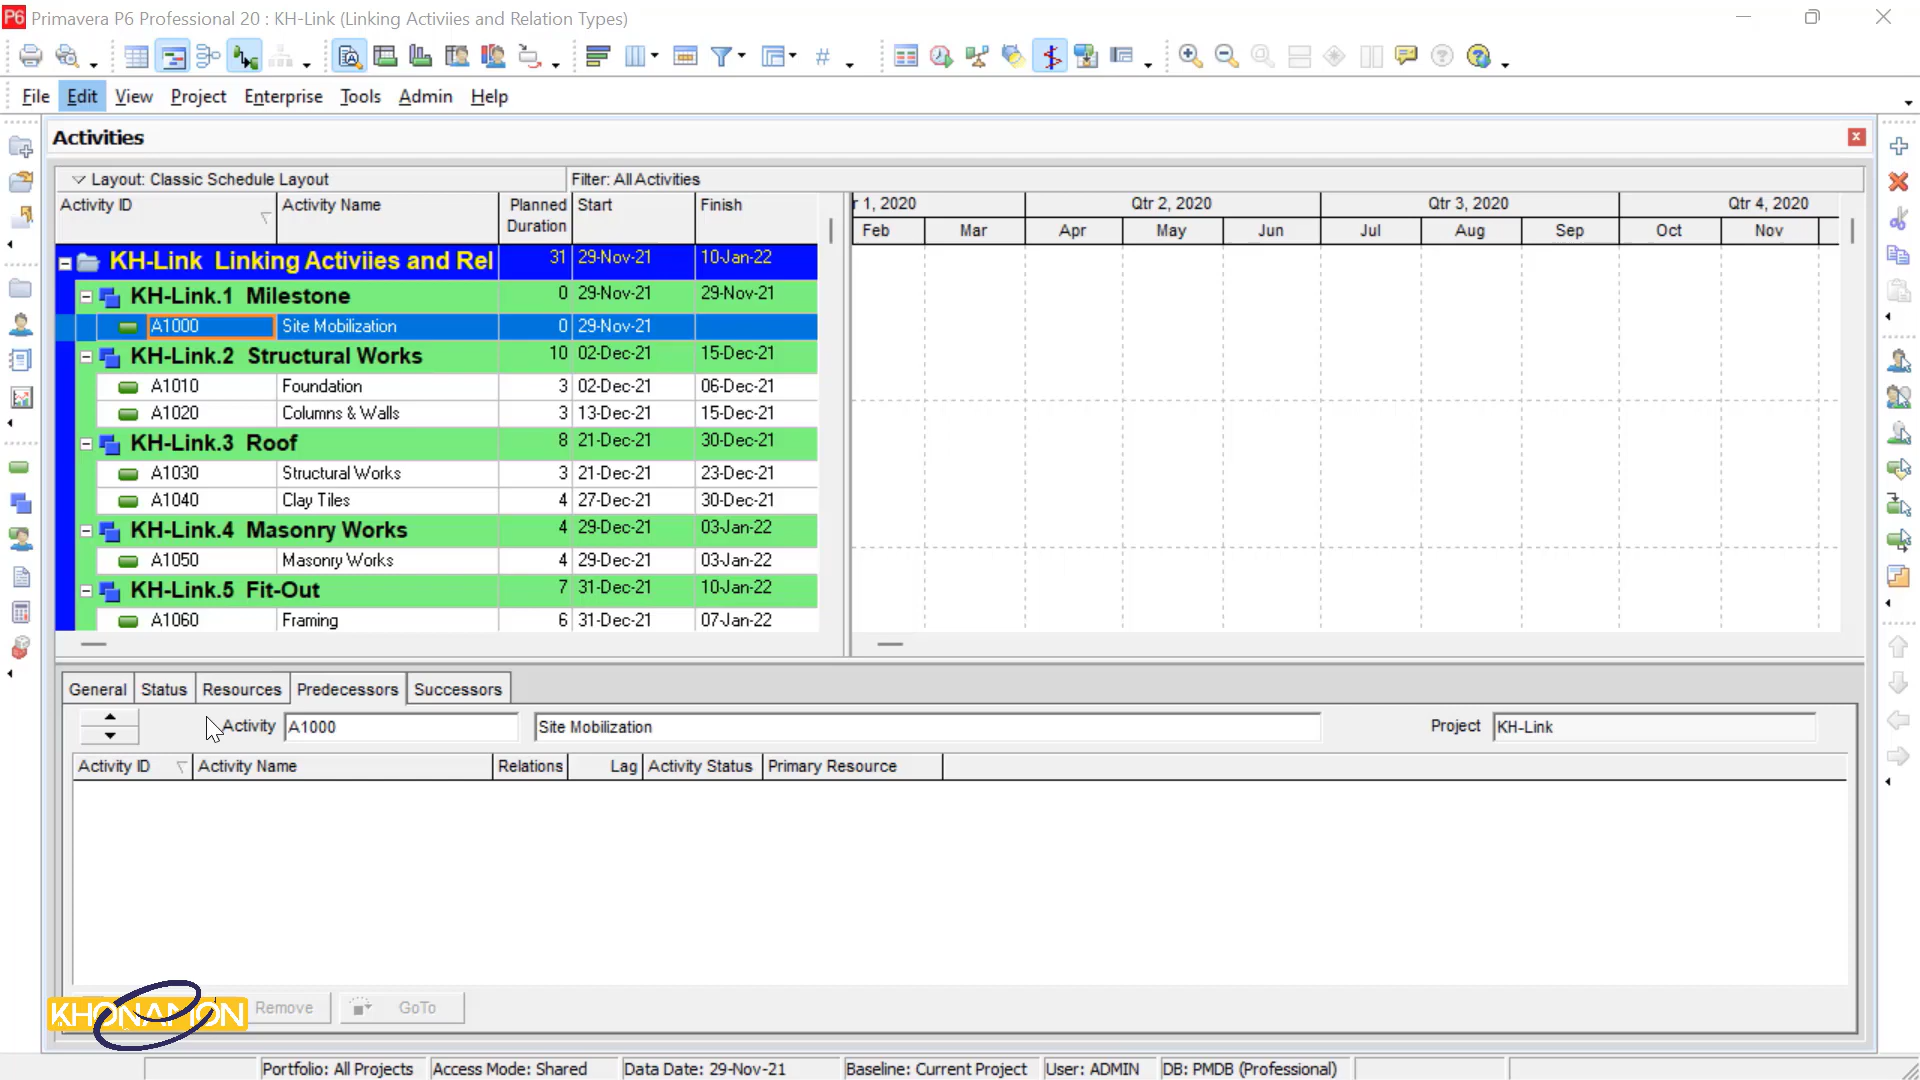 P6 Primavera P6 Professional 20 : KH-Link (Linking Activiies and Relation Types)
File Edit View Project Enterprise Tools Admin Help
Activities
Layout: Classic Schedule Layout Filter: All Activities
Activity ID Activity Name Planned Duration Start Finish
r 1, 2020 Qtr 2, 2020 Qtr 3, 2020 Qtr 4, 2020
Feb Mar Apr May Jun Jul Aug Sep Oct Nov
KH-Link Linking Activiies and Rel 31 29-Nov-21 10-Jan-22
KH-Link.1 Milestone 0 29-Nov-21 29-Nov-21
A1000 Site Mobilization 0 29-Nov-21
KH-Link.2 Structural Works 10 02-Dec-21 15-Dec-21
A1010 Foundation 3 02-Dec-21 06-Dec-21
A1020 Columns & Walls 3 13-Dec-21 15-Dec-21
KH-Link.3 Roof 8 21-Dec-21 30-Dec-21
A1030 Structural Works 3 21-Dec-21 23-Dec-21
A1040 Clay Tiles 4 27-Dec-21 30-Dec-21
KH-Link.4 Masonry Works 4 29-Dec-21 03-Jan-22
A1050 Masonry Works 4 29-Dec-21 03-Jan-22
KH-Link.5 Fit-Out 7 31-Dec-21 10-Jan-22
A1060 Framing 6 31-Dec-21 07-Jan-22
General Status Resources Predecessors Successors
Activity A1000 Site Mobilization Project KH-Link
Activity ID Activity Name Relations Lag Activity Status Primary Resource
KHONAMON Remove GoTo
Portfolio: All Projects Access Mode: Shared Data Date: 29-Nov-21 Baseline: Current Project User: ADMIN DB: PMDB (Professional)